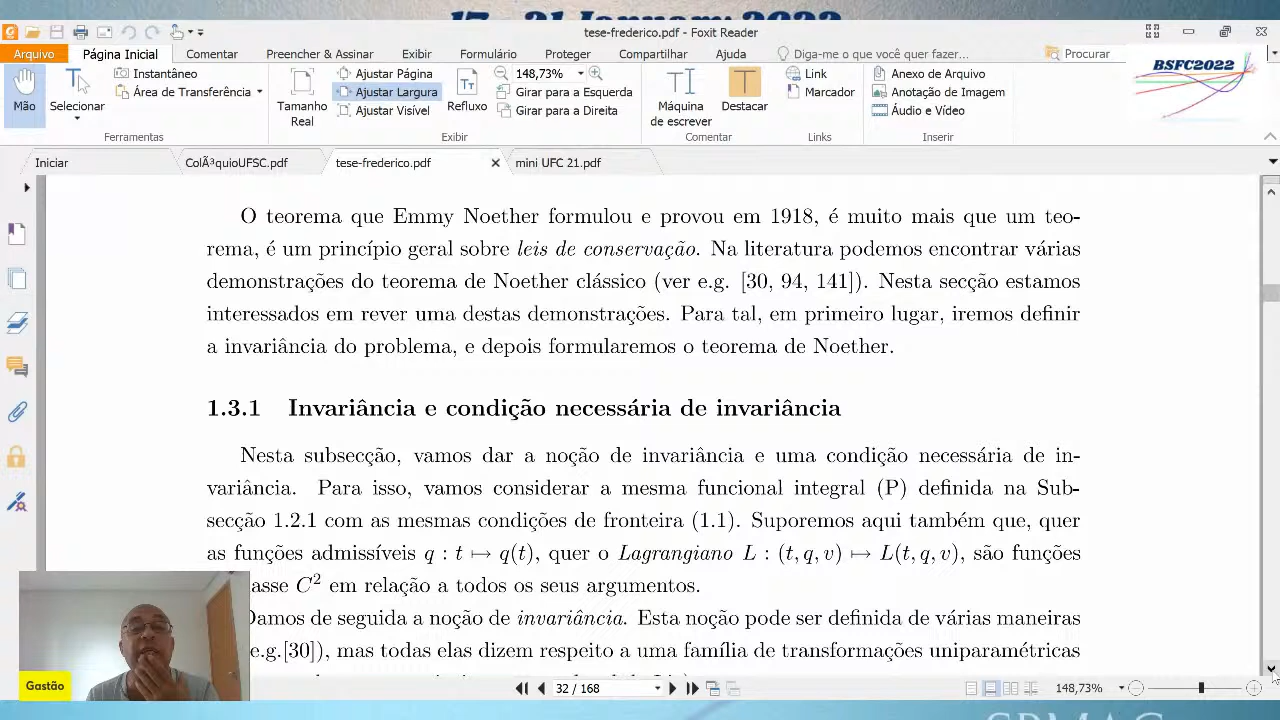 17 - 21 January 2022
tese-frederico.pdf - Foxit Reader
Arquivo Página Inicial Comentar Preencher & Assinar Exibir Formulário Proteger Compartilhar Ajuda Diga-me o que você quer fazer... Procurar
BSFC2022
Mão
Selecionar
Instantâneo
Área de Transferência
Ferramentas
Tamanho
Real
Ajustar Página
Ajustar Largura
Ajustar Visível
Refluxo
148,73%
Girar para a Esquerda
Girar para a Direita
Exibir
Máquina
de escrever
Destacar
Comentar
Link
Marcador
Links
Anexo de Arquivo
Anotação de Imagem
Áudio e Vídeo
Inserir
Iniciar ColÃ³quioUFSC.pdf tese-frederico.pdf mini UFC 21.pdf
O teorema que Emmy Noether formulou e provou em 1918, é muito mais que um teo-
rema, é um princípio geral sobre leis de conservação. Na literatura podemos encontrar várias
demonstrações do teorema de Noether clássico (ver e.g. [30, 94, 141]). Nesta secção estamos
interessados em rever uma destas demonstrações. Para tal, em primeiro lugar, iremos definir
a invariância do problema, e depois formularemos o teorema de Noether.
1.3.1 Invariância e condição necessária de invariância
Nesta subsecção, vamos dar a noção de invariância e uma condição necessária de in-
variância. Para isso, vamos considerar a mesma funcional integral (P) definida na Sub-
secção 1.2.1 com as mesmas condições de fronteira (1.1). Suporemos aqui também que, quer
as funções admissíveis q : t ↦ q(t), quer o Lagrangiano L : (t, q, v) ↦ L(t, q, v), são funções
asse C² em relação a todos os seus argumentos.
Damos de seguida a noção de invariância. Esta noção pode ser definida de várias maneiras
e.g.[30]), mas todas elas dizem respeito a uma família de transformações uniparamétricas
Gastão
32 / 168
148,73%